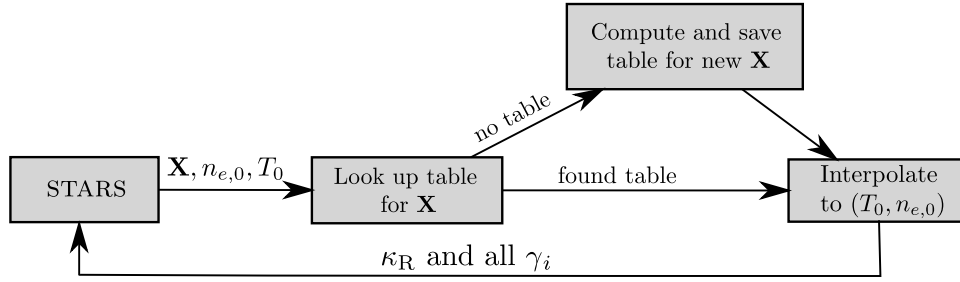 Compute and save
table for new X
no table
STARS
X, n_{e,0}, T_0
Look up table
for X
found table
Interpolate
to (T_0, n_{e,0})
κ_R and all γ_i